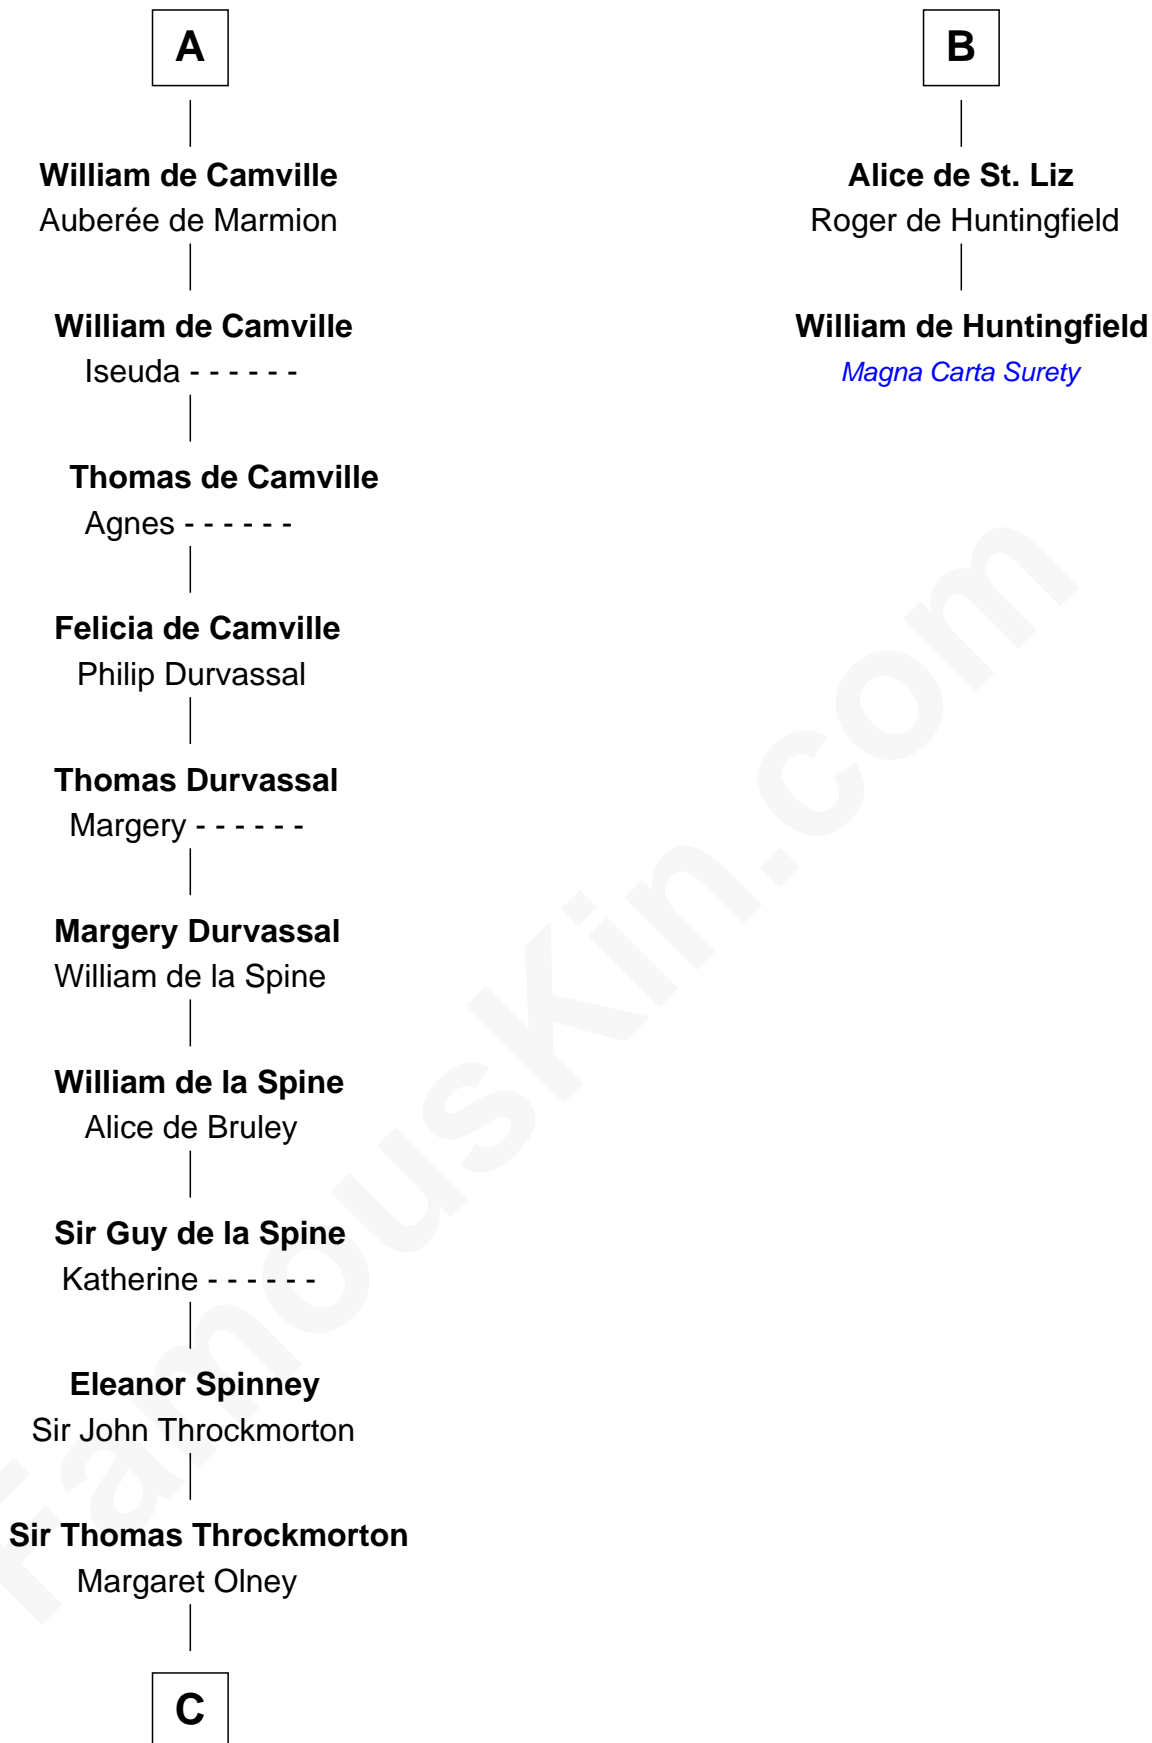 A
William de Camville
Auberée de Marmion
William de Camville
Iseuda - - - - - -
Thomas de Camville
Agnes - - - - - -
Felicia de Camville
Philip Durvassal
Thomas Durvassal
Margery - - - - - -
Margery Durvassal
William de la Spine
William de la Spine
Alice de Bruley
Sir Guy de la Spine
Katherine - - - - - -
Eleanor Spinney
Sir John Throckmorton
Sir Thomas Throckmorton
Margaret Olney
C
B
Alice de St. Liz
Roger de Huntingfield
William de Huntingfield
Magna Carta Surety
FamousKin.com